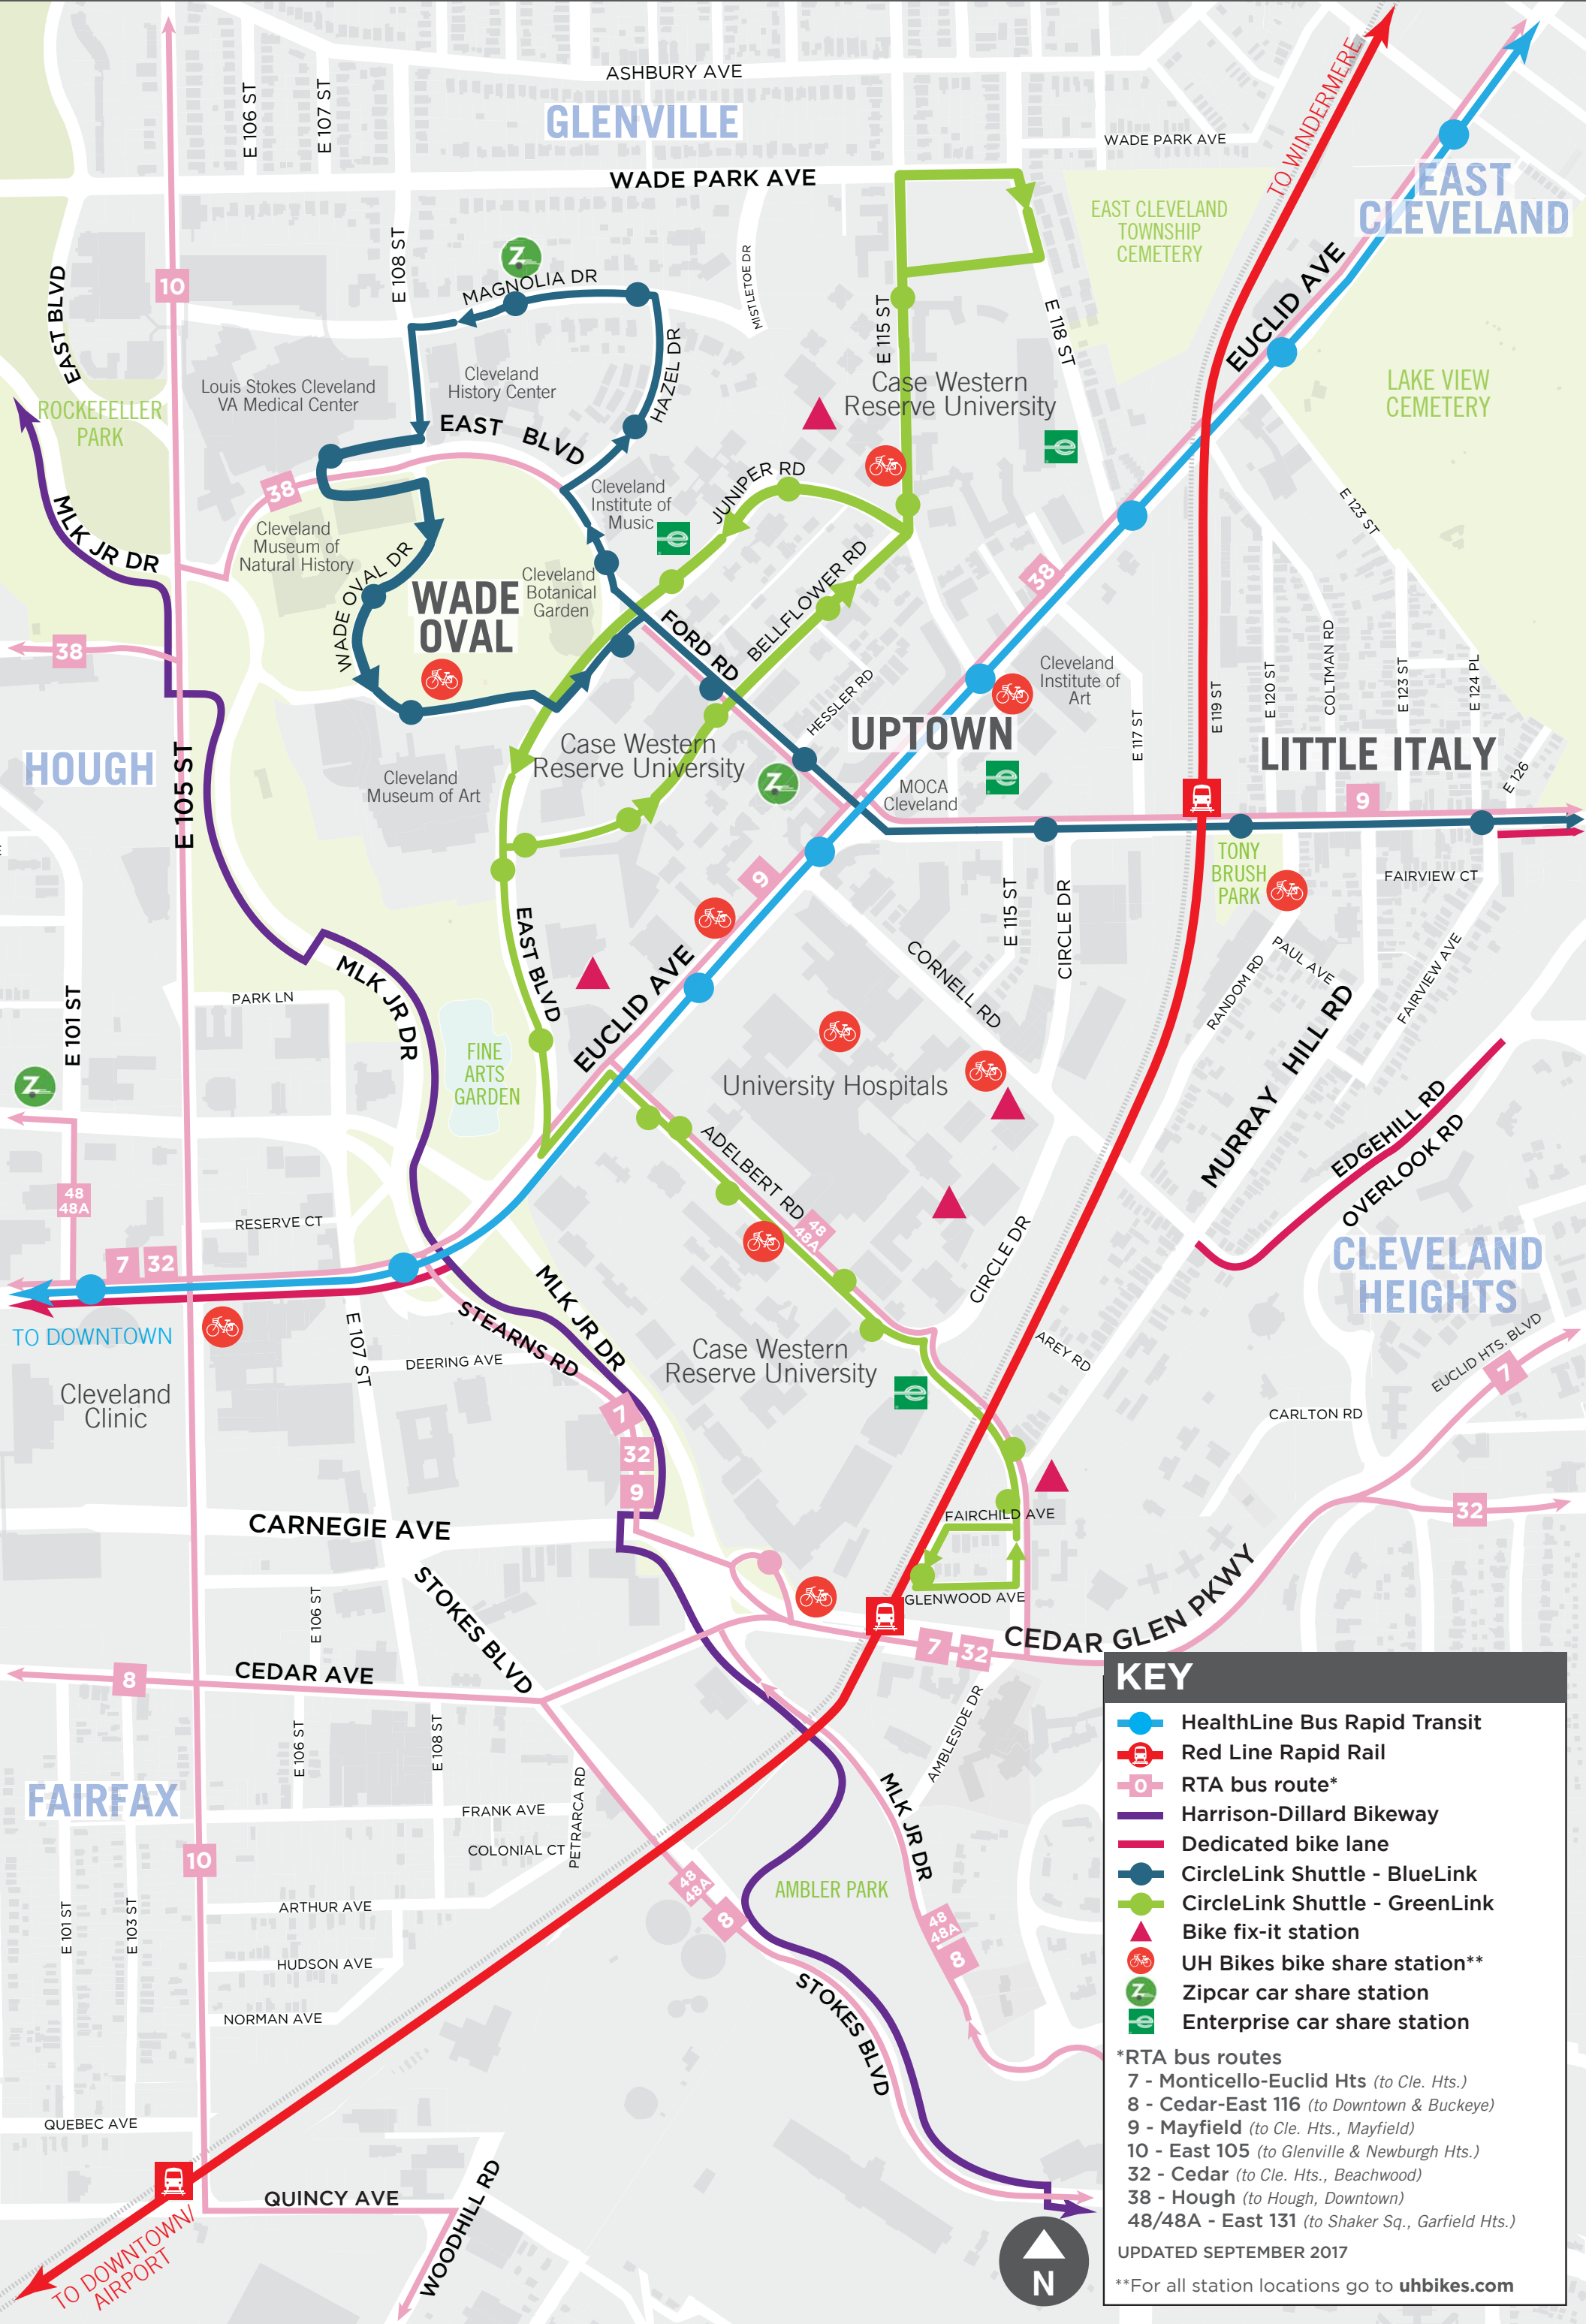 ASHBURY AVE
E 106 ST
E 107 ST
GLENVILLE
WADE PARK AVE
WADE PARK AVE
TO WINDERMERE
EAST
CLEVELAND
EAST CLEVELAND
TOWNSHIP
CEMETERY
EAST BLVD
10
E 108 ST
Z
MAGNOLIA DR
MISTLETOE DR
E 115 ST
E 118 ST
EUCLID AVE
HAZEL DR
Louis Stokes Cleveland
VA Medical Center
Cleveland
History Center
Case Western
Reserve University
LAKE VIEW
CEMETERY
ROCKEFELLER
PARK
EAST BLVD
e
38
JUNIPER RD
Cleveland
Institute of
Music
e
E 123 ST
MLK JR DR
Cleveland
Museum of
Natural History
WADE OVAL DR
WADE
OVAL
Cleveland
Botanical
Garden
BELLFLOWER RD
38
38
FORD RD
HESSLER RD
Cleveland
Institute of
Art
E 117 ST
E 119 ST
E 120 ST
COLTMAN RD
E 123 ST
E 124 PL
E 126
HOUGH
E 105 ST
Case Western
Reserve University
UPTOWN
LITTLE ITALY
Cleveland
Museum of Art
Z
MOCA
Cleveland
e
9
TONY
BRUSH
PARK
FAIRVIEW CT
9
EAST BLVD
EUCLID AVE
E 115 ST
CIRCLE DR
CORNELL RD
RANDOM RD
PAUL AVE
FAIRVIEW AVE
MURRAY HILL RD
E 101 ST
PARK LN
MLK JR DR
Z
FINE
ARTS
GARDEN
University Hospitals
EDGEHILL RD
OVERLOOK RD
ADELBERT RD
48
48A
48
48A
RESERVE CT
7
32
CIRCLE DR
CLEVELAND
HEIGHTS
TO DOWNTOWN
E 107 ST
STEARNS RD
MLK JR DR
DEERING AVE
Case Western
Reserve University
AREY RD
EUCLID HTS. BLVD
7
Cleveland
Clinic
e
CARLTON RD
7
32
9
32
CARNEGIE AVE
FAIRCHILD AVE
STOKES BLVD
E 106 ST
GLENWOOD AVE
CEDAR GLEN PKWY
7
32
8
CEDAR AVE
E 106 ST
E 108 ST
AMBLESIDE DR
FAIRFAX
FRANK AVE
COLONIAL CT
PETRARCA RD
MLK JR DR
10
48
48A
8
AMBLER PARK
48
48A
8
E 101 ST
E 103 ST
ARTHUR AVE
HUDSON AVE
NORMAN AVE
STOKES BLVD
QUEBEC AVE
QUINCY AVE
WOODHILL RD
TO DOWNTOWN/
AIRPORT
N
KEY
HealthLine Bus Rapid Transit
Red Line Rapid Rail
0
RTA bus route*
Harrison-Dillard Bikeway
Dedicated bike lane
CircleLink Shuttle - BlueLink
CircleLink Shuttle - GreenLink
Bike fix-it station
UH Bikes bike share station**
Z
Zipcar car share station
e
Enterprise car share station
*RTA bus routes
7 - Monticello-Euclid Hts (to Cle. Hts.)
8 - Cedar-East 116 (to Downtown & Buckeye)
9 - Mayfield (to Cle. Hts., Mayfield)
10 - East 105 (to Glenville & Newburgh Hts.)
32 - Cedar (to Cle. Hts., Beachwood)
38 - Hough (to Hough, Downtown)
48/48A - East 131 (to Shaker Sq., Garfield Hts.)
UPDATED SEPTEMBER 2017
**For all station locations go to uhbikes.com